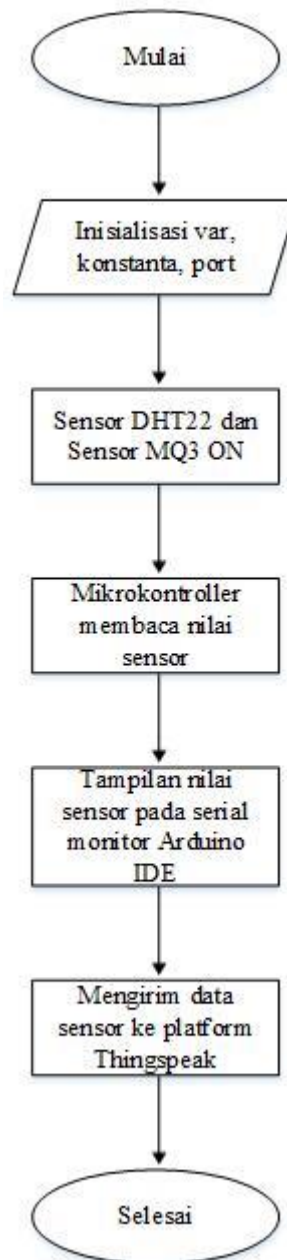 Mulai
Inisialisasi var,
konstanta, port
Sensor DHT22 dan
Sensor MQ3 ON
Mikrokontroller
membaca nilai
sensor
Tampilan nilai
sensor pada serial
monitor Arduino
IDE
Mengirim data
sensor ke platform
Thingspeak
Selesai